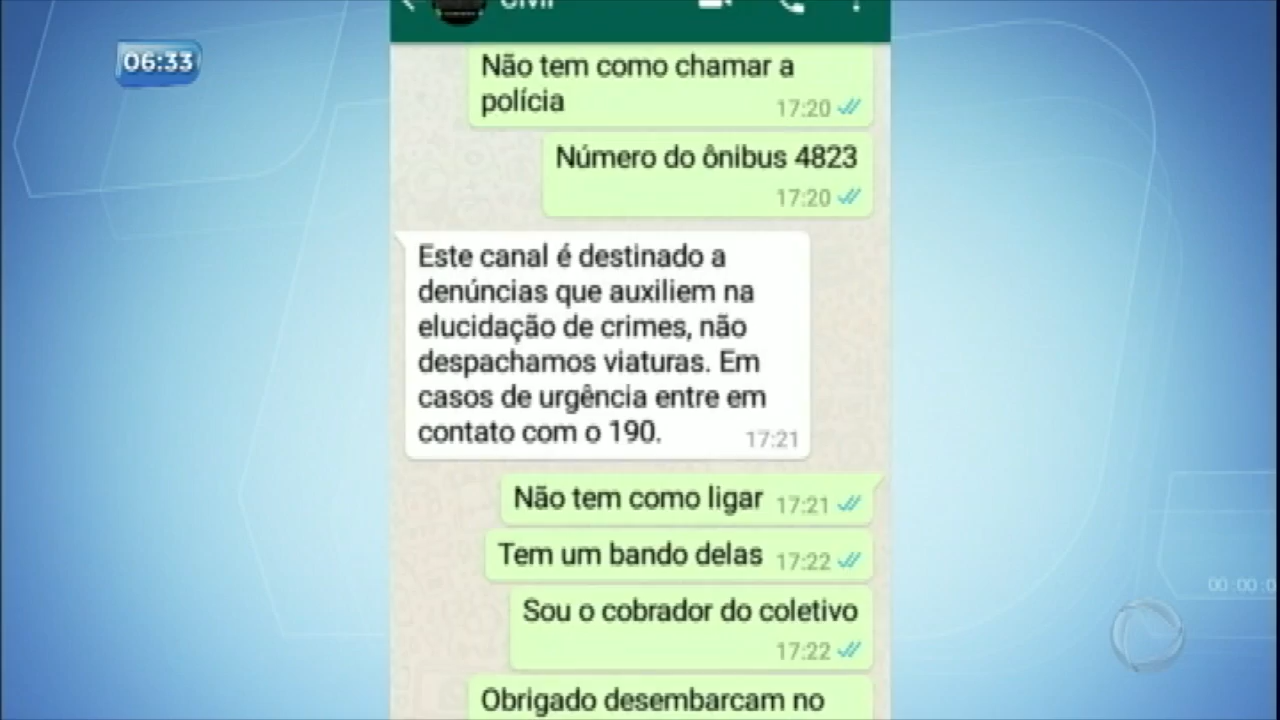 Civil
06:33
Não tem como chamar a
polícia
17:20
Número do ônibus 4823
17:20
Este canal é destinado a
denúncias que auxiliem na
elucidação de crimes, não
despachamos viaturas. Em
casos de urgência entre em
contato com o 190.
17:21
Não tem como ligar 17:21
Tem um bando delas 17:22
Sou o cobrador do coletivo
17:22
Obrigado desembarcam no
00:00:0